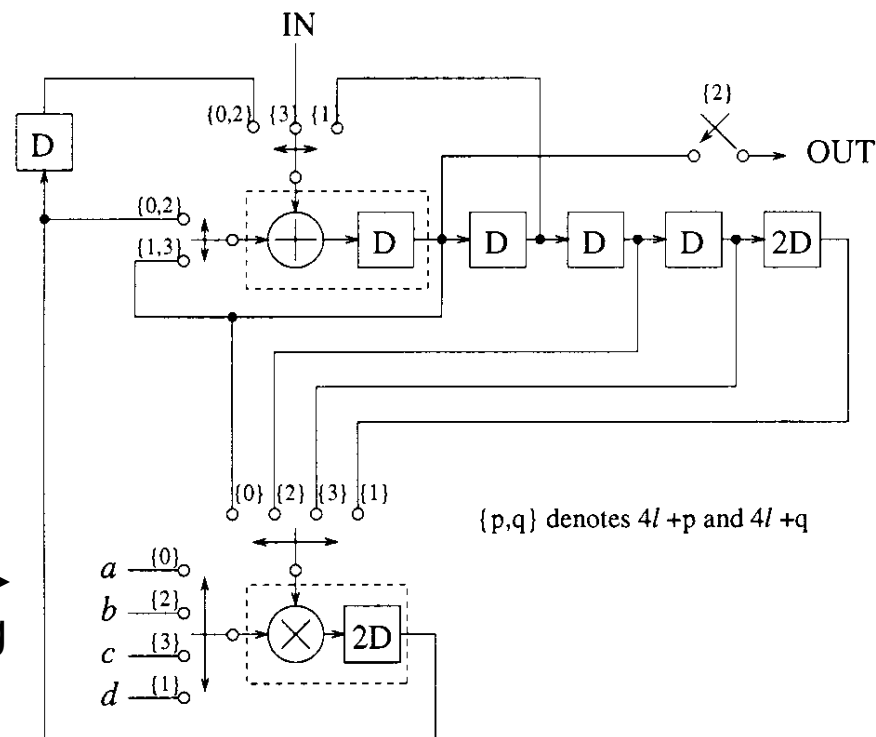 IN
{0,2} {3} {1}
{2}
OUT
D
{0,2}
{1,3}
D D D D 2D
{0} {2} {3} {1}
{p,q} denotes 4l +p and 4l +q
a {0}
b {2}
c {3}
d {1}
2D